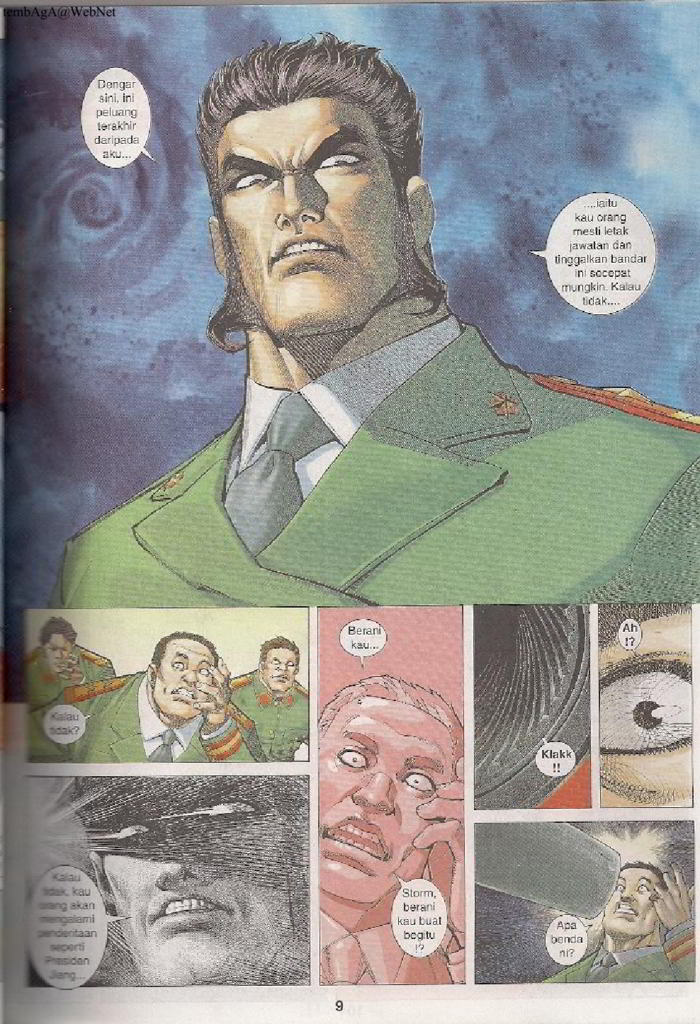 tembAgA@WebNet
Dengar
sini, ini
peluang
terakhir
daripada
aku...
....iaitu
kau orang
mesti letak
jawatan dan
tinggalkan bandar
ini secepat
mungkin. Kalau
tidak....
Kalau
tidak?
Berani
kau...
Klakk
!!
Ah
!?
Kalau
tidak, kau
orang akan
mengalami
penderitaan
seperti
Presiden
Jiang...
Storm,
berani
kau buat
begitu
!?
Apa
benda
ni?
9